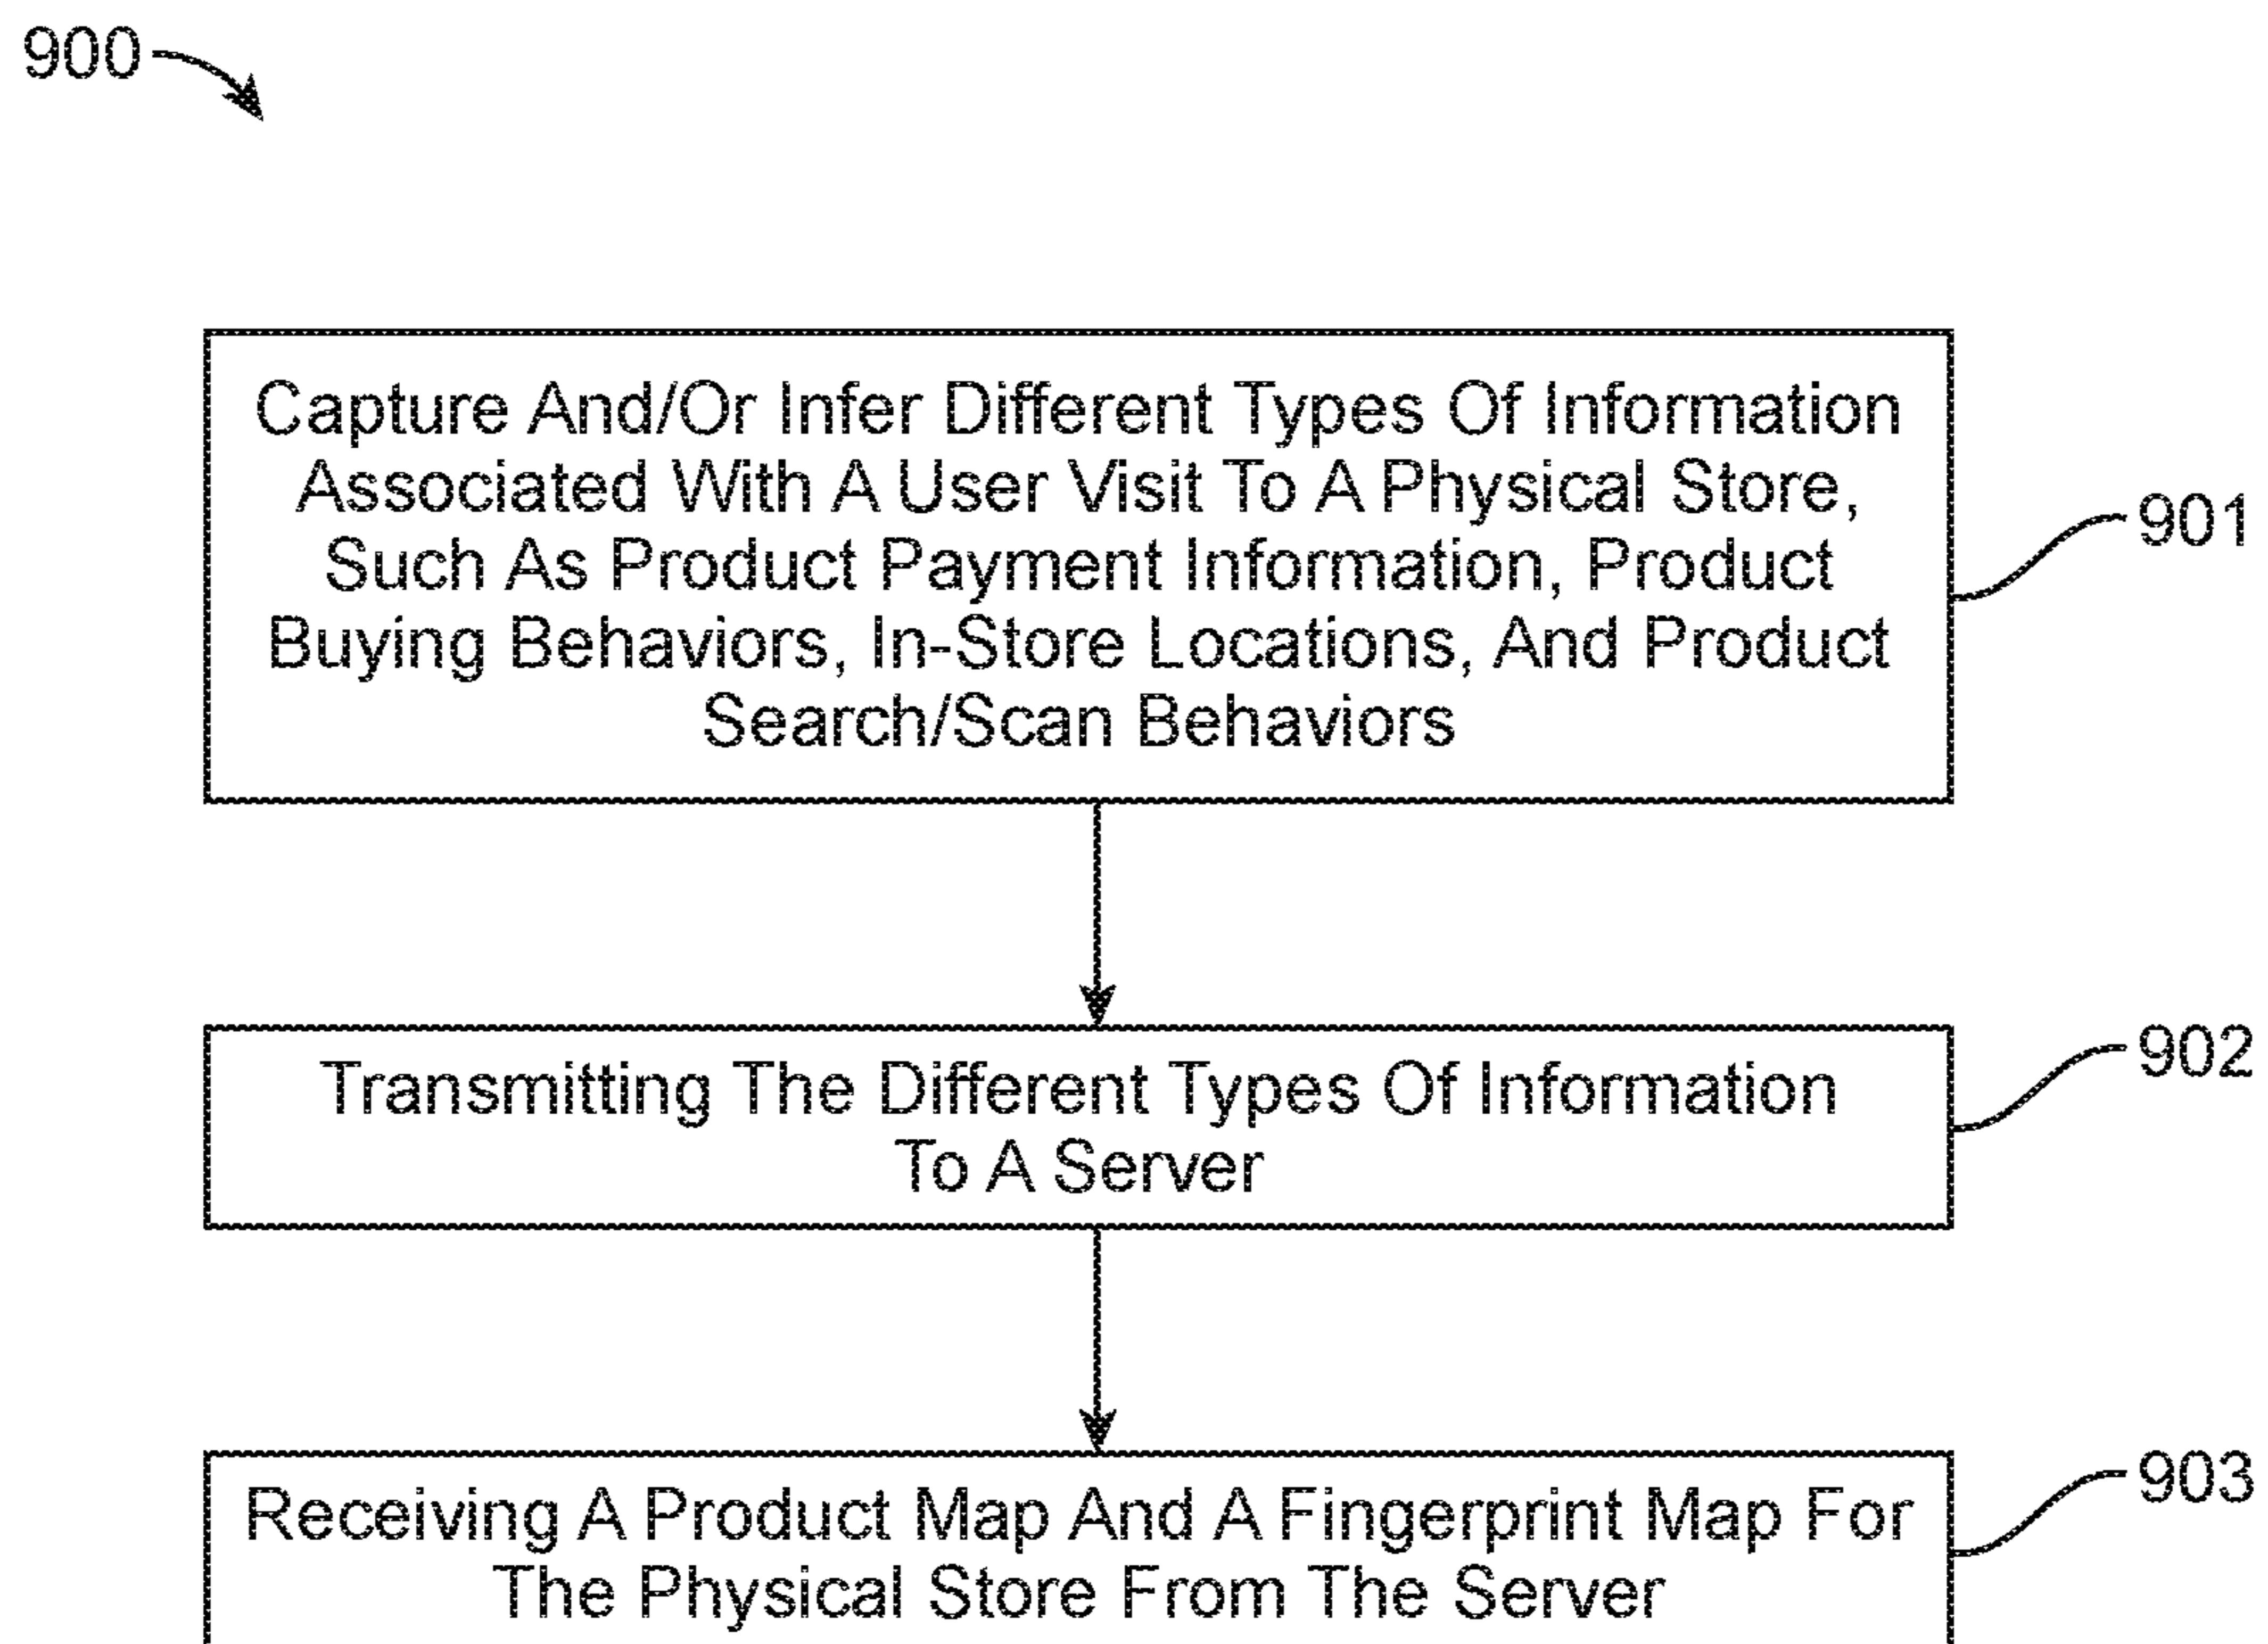 900
Capture And/Or Infer Different Types Of Information
Associated With A User Visit To A Physical Store,
Such As Product Payment Information, Product
Buying Behaviors, In-Store Locations, And Product
Search/Scan Behaviors
901
Transmitting The Different Types Of Information
To A Server
902
Receiving A Product Map And A Fingerprint Map For
The Physical Store From The Server
903